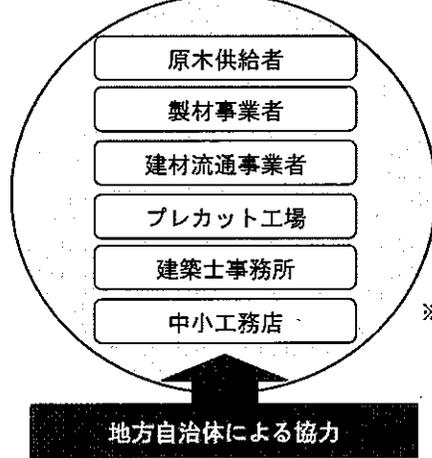 原木供給者
製材事業者
建材流通事業者
プレカット工場
建築士事務所
中小工務店
※
地方自治体による協力